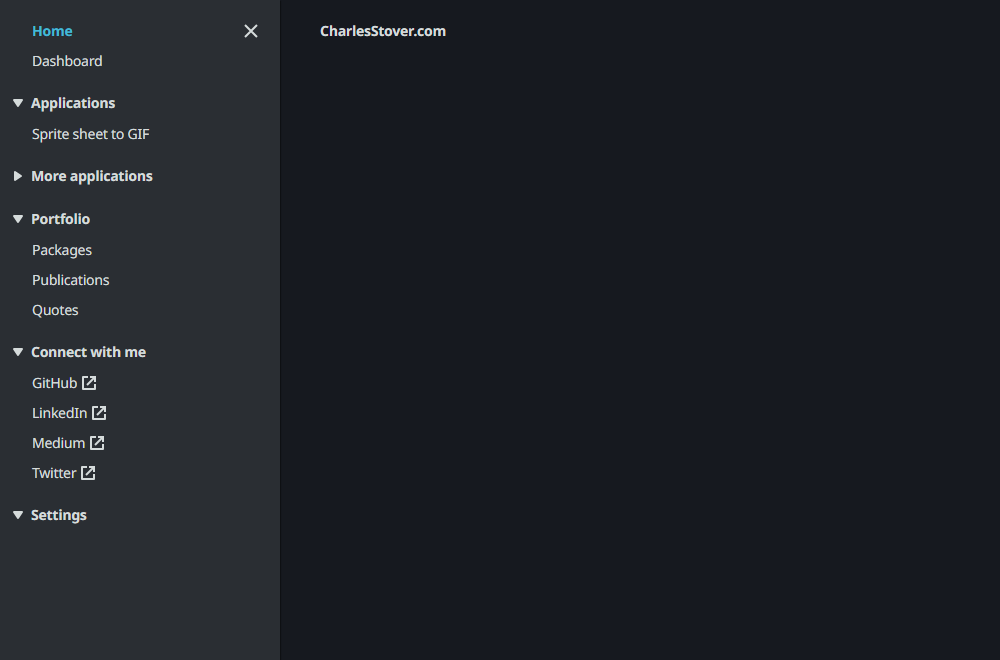 Home
Dashboard
Applications
Sprite sheet to GIF
More applications
Portfolio
Packages
Publications
Quotes
Connect with me
GitHub
LinkedIn
Medium
Twitter
Settings
CharlesStover.com